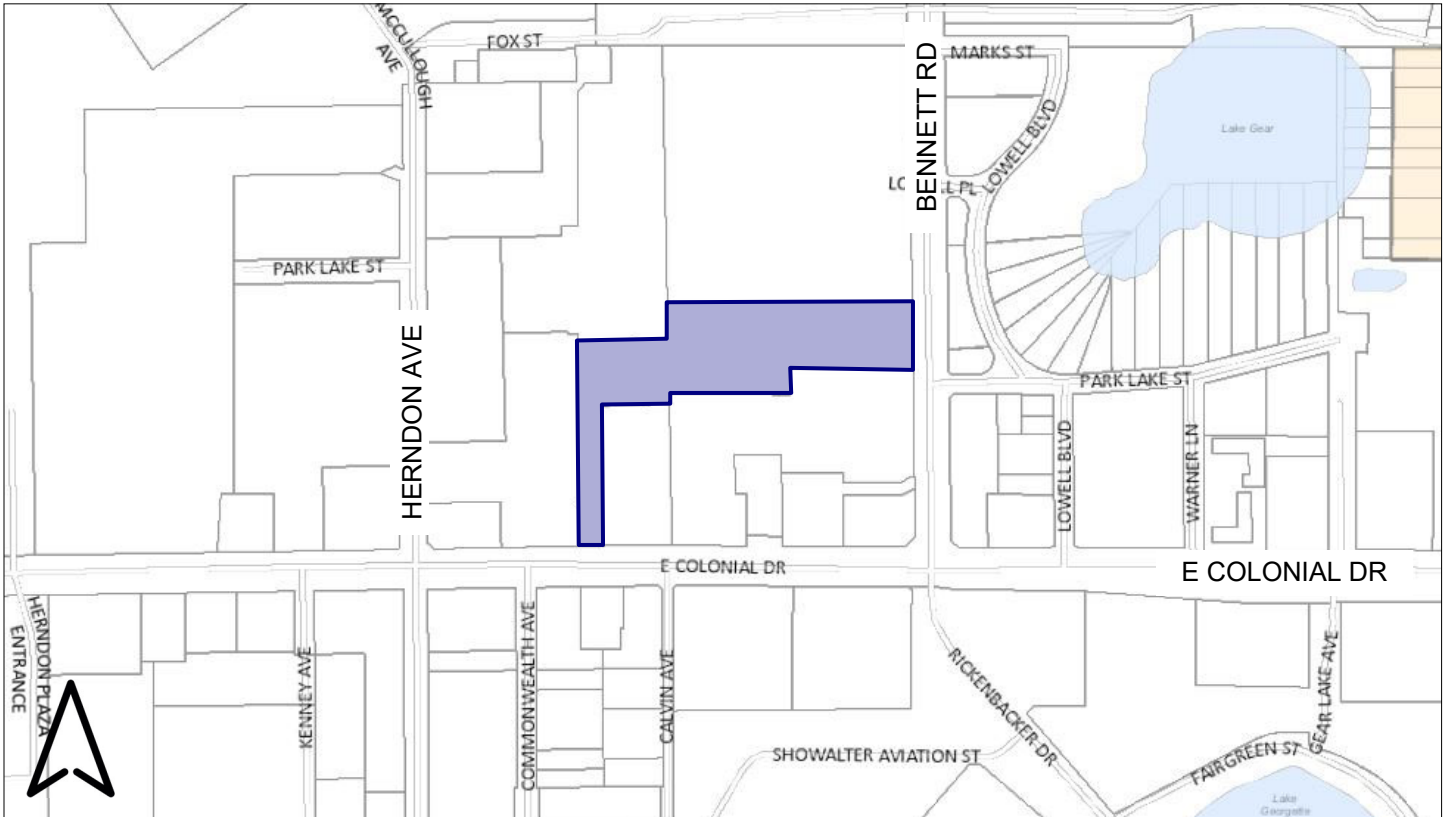 MCCULLOUGH
AVE
FOX ST
BENNETT RD
MARKS ST
LOWELL BLVD
Lake Gear
L PL
PARK LAKE ST
HERNDON AVE
PARK LAKE ST
LOWELL BLVD
WARNER LN
E COLONIAL DR
E COLONIAL DR
HERNDON PLAZA
ENTRANCE
KENNEY AVE
COMMONWEALTH AVE
CALVIN AVE
RICKENBACKER DR
GEAR LAKE AVE
SHOWALTER AVIATION ST
FAIRGREEN ST
Lake
Georgette